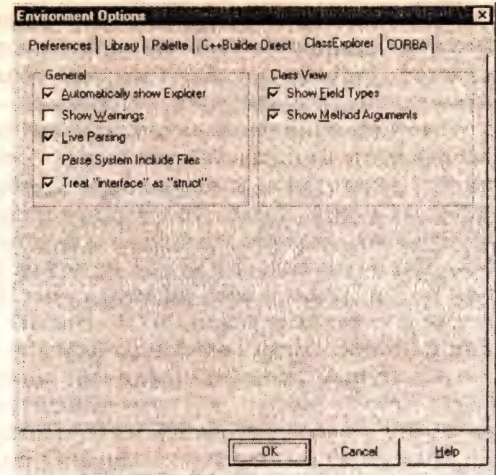 Environment Options
Preferences Library Palette C++Builder Direct ClassExplorer CORBA
General
Automatically show Explorer
Show Warnings
Live Parsing
Parse System Include Files
Treat "interface" as "struct"
Class View
Show Field Types
Show Method Arguments
OK Cancel Help